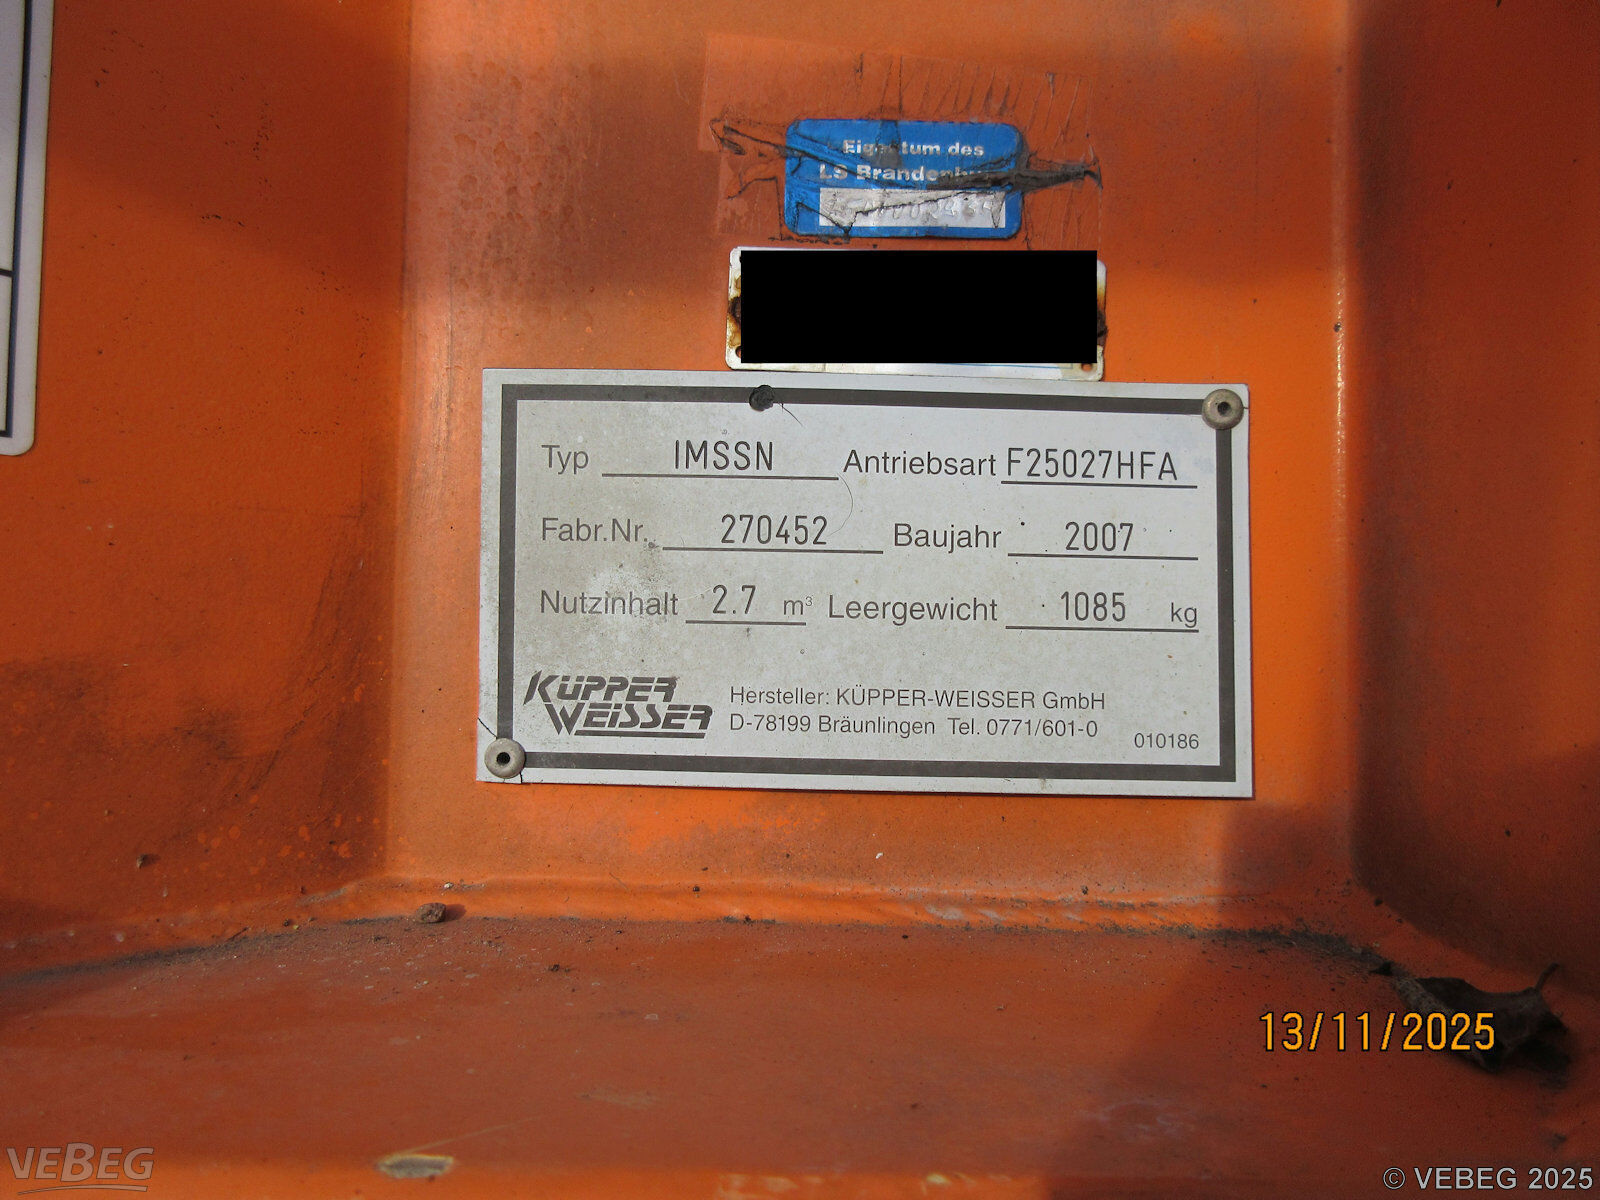 Eigentum des
LS Brandenburg
Typ IMSSN Antriebsart F25027HFA
Fabr.Nr. 270452 Baujahr 2007
Nutzinhalt 2.7 m³ Leergewicht 1085 kg
KÜPPER
WEISSER
Hersteller: KÜPPER-WEISSER GmbH
D-78199 Bräunlingen Tel. 0771/601-0
010186
13/11/2025
VEBEG
© VEBEG 2025